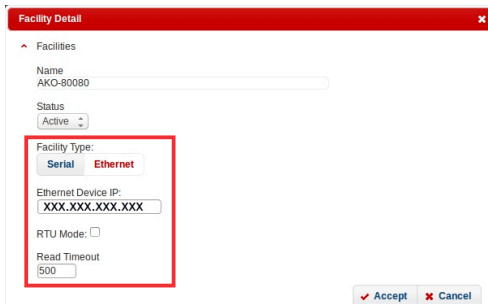 Facility Detail
Facilities
Name
AKO-80080
Status
Active
Facility Type:
Serial Ethernet
Ethernet Device IP:
XXX.XXX.XXX.XXX
RTU Mode:
Read Timeout
500
Accept Cancel